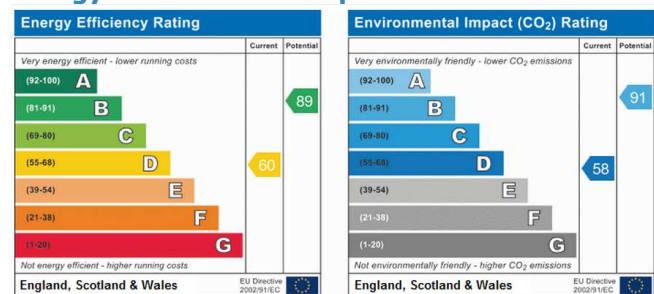 Energy Efficiency Rating
Current Potential
Very energy efficient - lower running costs
(92-100) A
(81-91) B
89
(69-80) C
(55-68) D
60
(39-54) E
(21-38) F
(1-20) G
Not energy efficient - higher running costs
England, Scotland & Wales
EU Directive
2002/91/EC
Environmental Impact (CO₂) Rating
Current Potential
Very environmentally friendly - lower CO₂ emissions
(92-100) A
(81-91) B
91
(69-80) C
(55-68) D
58
(39-54) E
(21-38) F
(1-20) G
Not environmentally friendly - higher CO₂ emissions
England, Scotland & Wales
EU Directive
2002/91/EC